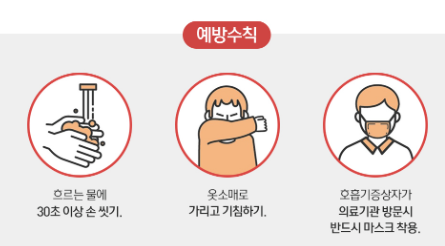 예방수칙
흐르는 물에
30초 이상 손 씻기.
옷소매로
가리고 기침하기.
호흡기증상자가
의료기관 방문시
반드시 마스크 착용.